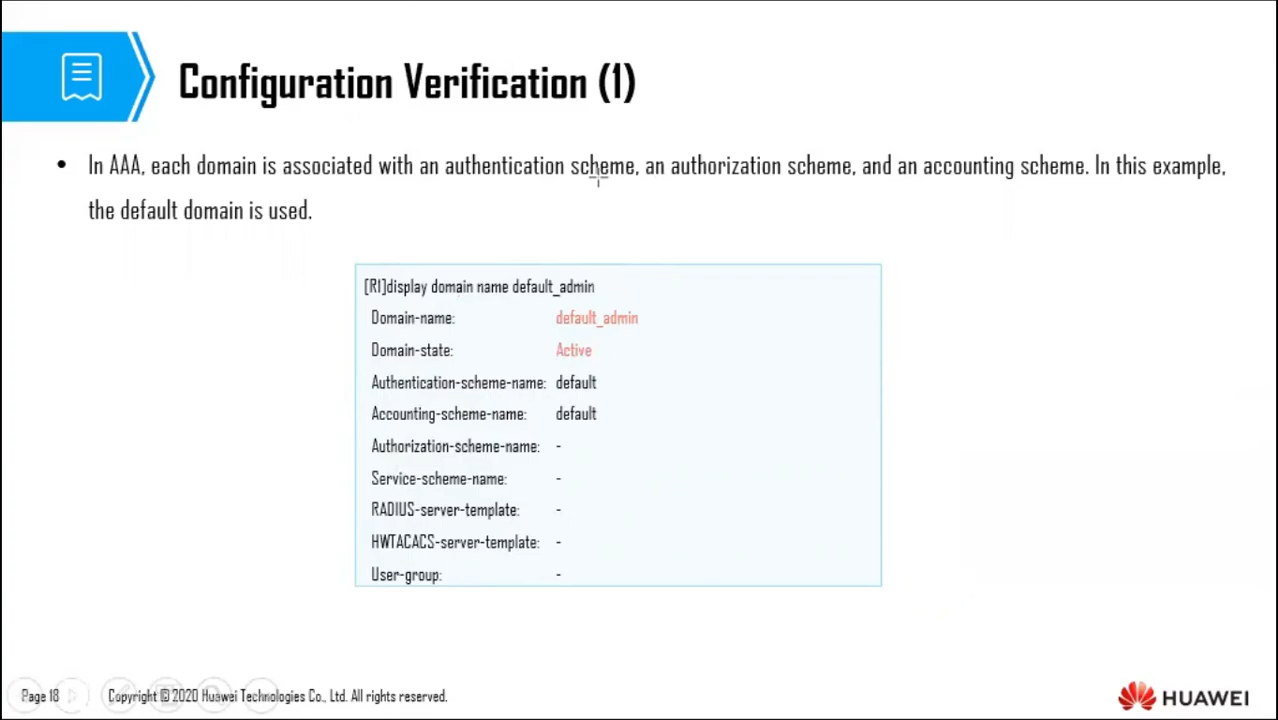 Configuration Verification (1)
• In AAA, each domain is associated with an authentication scheme, an authorization scheme, and an accounting scheme. In this example,
the default domain is used.
[R1]display domain name default_admin
Domain-name: default_admin
Domain-state: Active
Authentication-scheme-name: default
Accounting-scheme-name: default
Authorization-scheme-name: -
Service-scheme-name: -
RADIUS-server-template: -
HWTACACS-server-template: -
User-group: -
Page 18 Copyright © 2020 Huawei Technologies Co., Ltd. All rights reserved.
HUAWEI